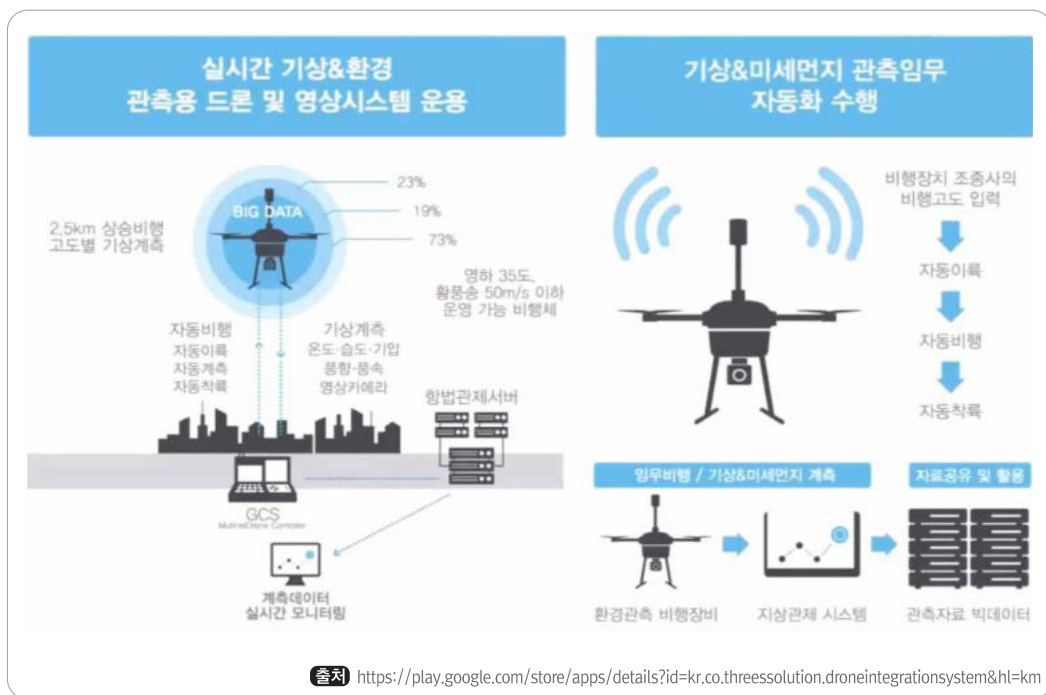 실시간 기상&환경
관측용 드론 및 영상시스템 운용
BIG DATA
23%
19%
73%
2.5km 상승비행
고도별 기상계측
영하 35도,
황풍송 50m/s 이하
운영 가능 비행체
자동비행
자동이륙
자동계측
자동착륙
기상계측
온도·습도·기압
풍향·풍속
영상카메라
항법관제서버
GCS
계측데이터
실시간 모니터링
기상&미세먼지 관측임무
자동화 수행
비행장치 조종사의
비행고도 입력
자동이륙
자동비행
자동착륙
임무비행 / 기상&미세먼지 계측
자료공유 및 활용
환경관측 비행장비
지상관제 시스템
관측자료 빅데이터
출처 https://play.google.com/store/apps/details?id=kr.co.threessolution.droneintegrationsystem&hl=km